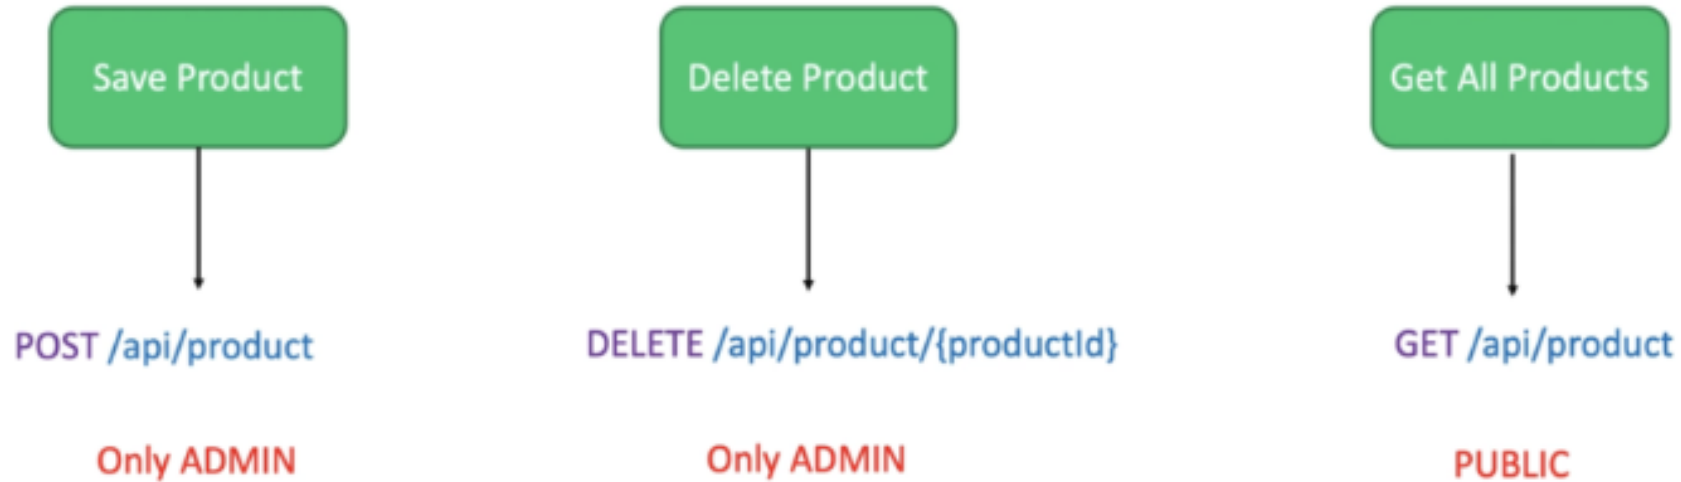 Save Product
Delete Product
Get All Products
POST /api/product
DELETE /api/product/{productId}
GET /api/product
Only ADMIN
Only ADMIN
PUBLIC